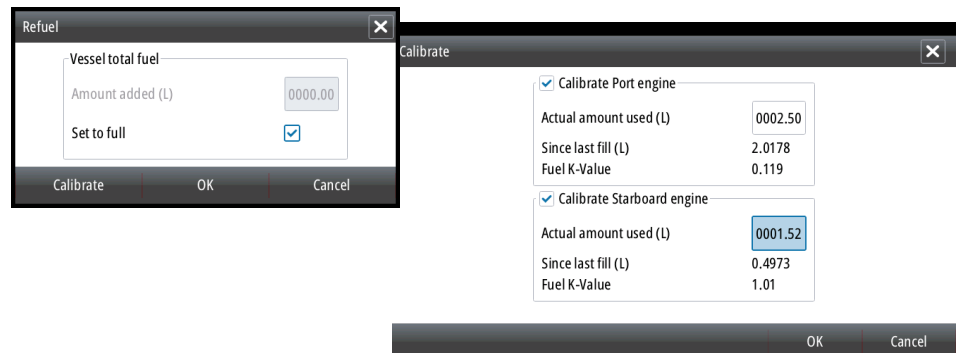 Refuel
Vessel total fuel
Amount added (L) 0000.00
Set to full
Calibrate OK Cancel
Calibrate
Calibrate Port engine
Actual amount used (L) 0002.50
Since last fill (L) 2.0178
Fuel K-Value 0.119
Calibrate Starboard engine
Actual amount used (L) 0001.52
Since last fill (L) 0.4973
Fuel K-Value 1.01
OK Cancel